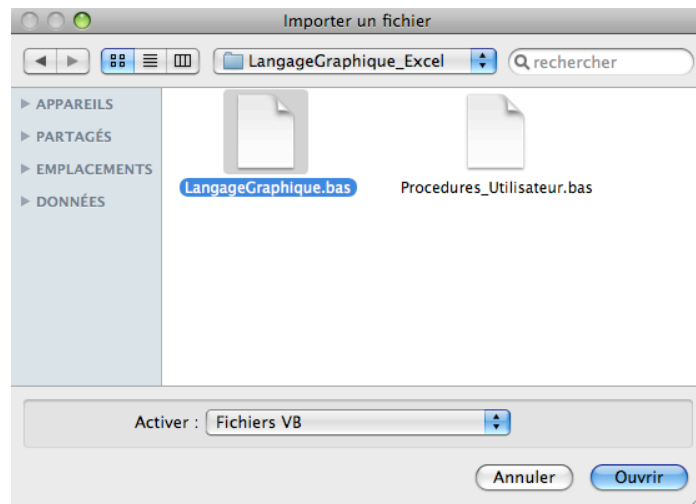 Importer un fichier
LangageGraphique_Excel
rechercher
APPAREILS
PARTAGÉS
EMPLACEMENTS
DONNÉES
LangageGraphique.bas
Procedures_Utilisateur.bas
Activer : Fichiers VB
Annuler
Ouvrir